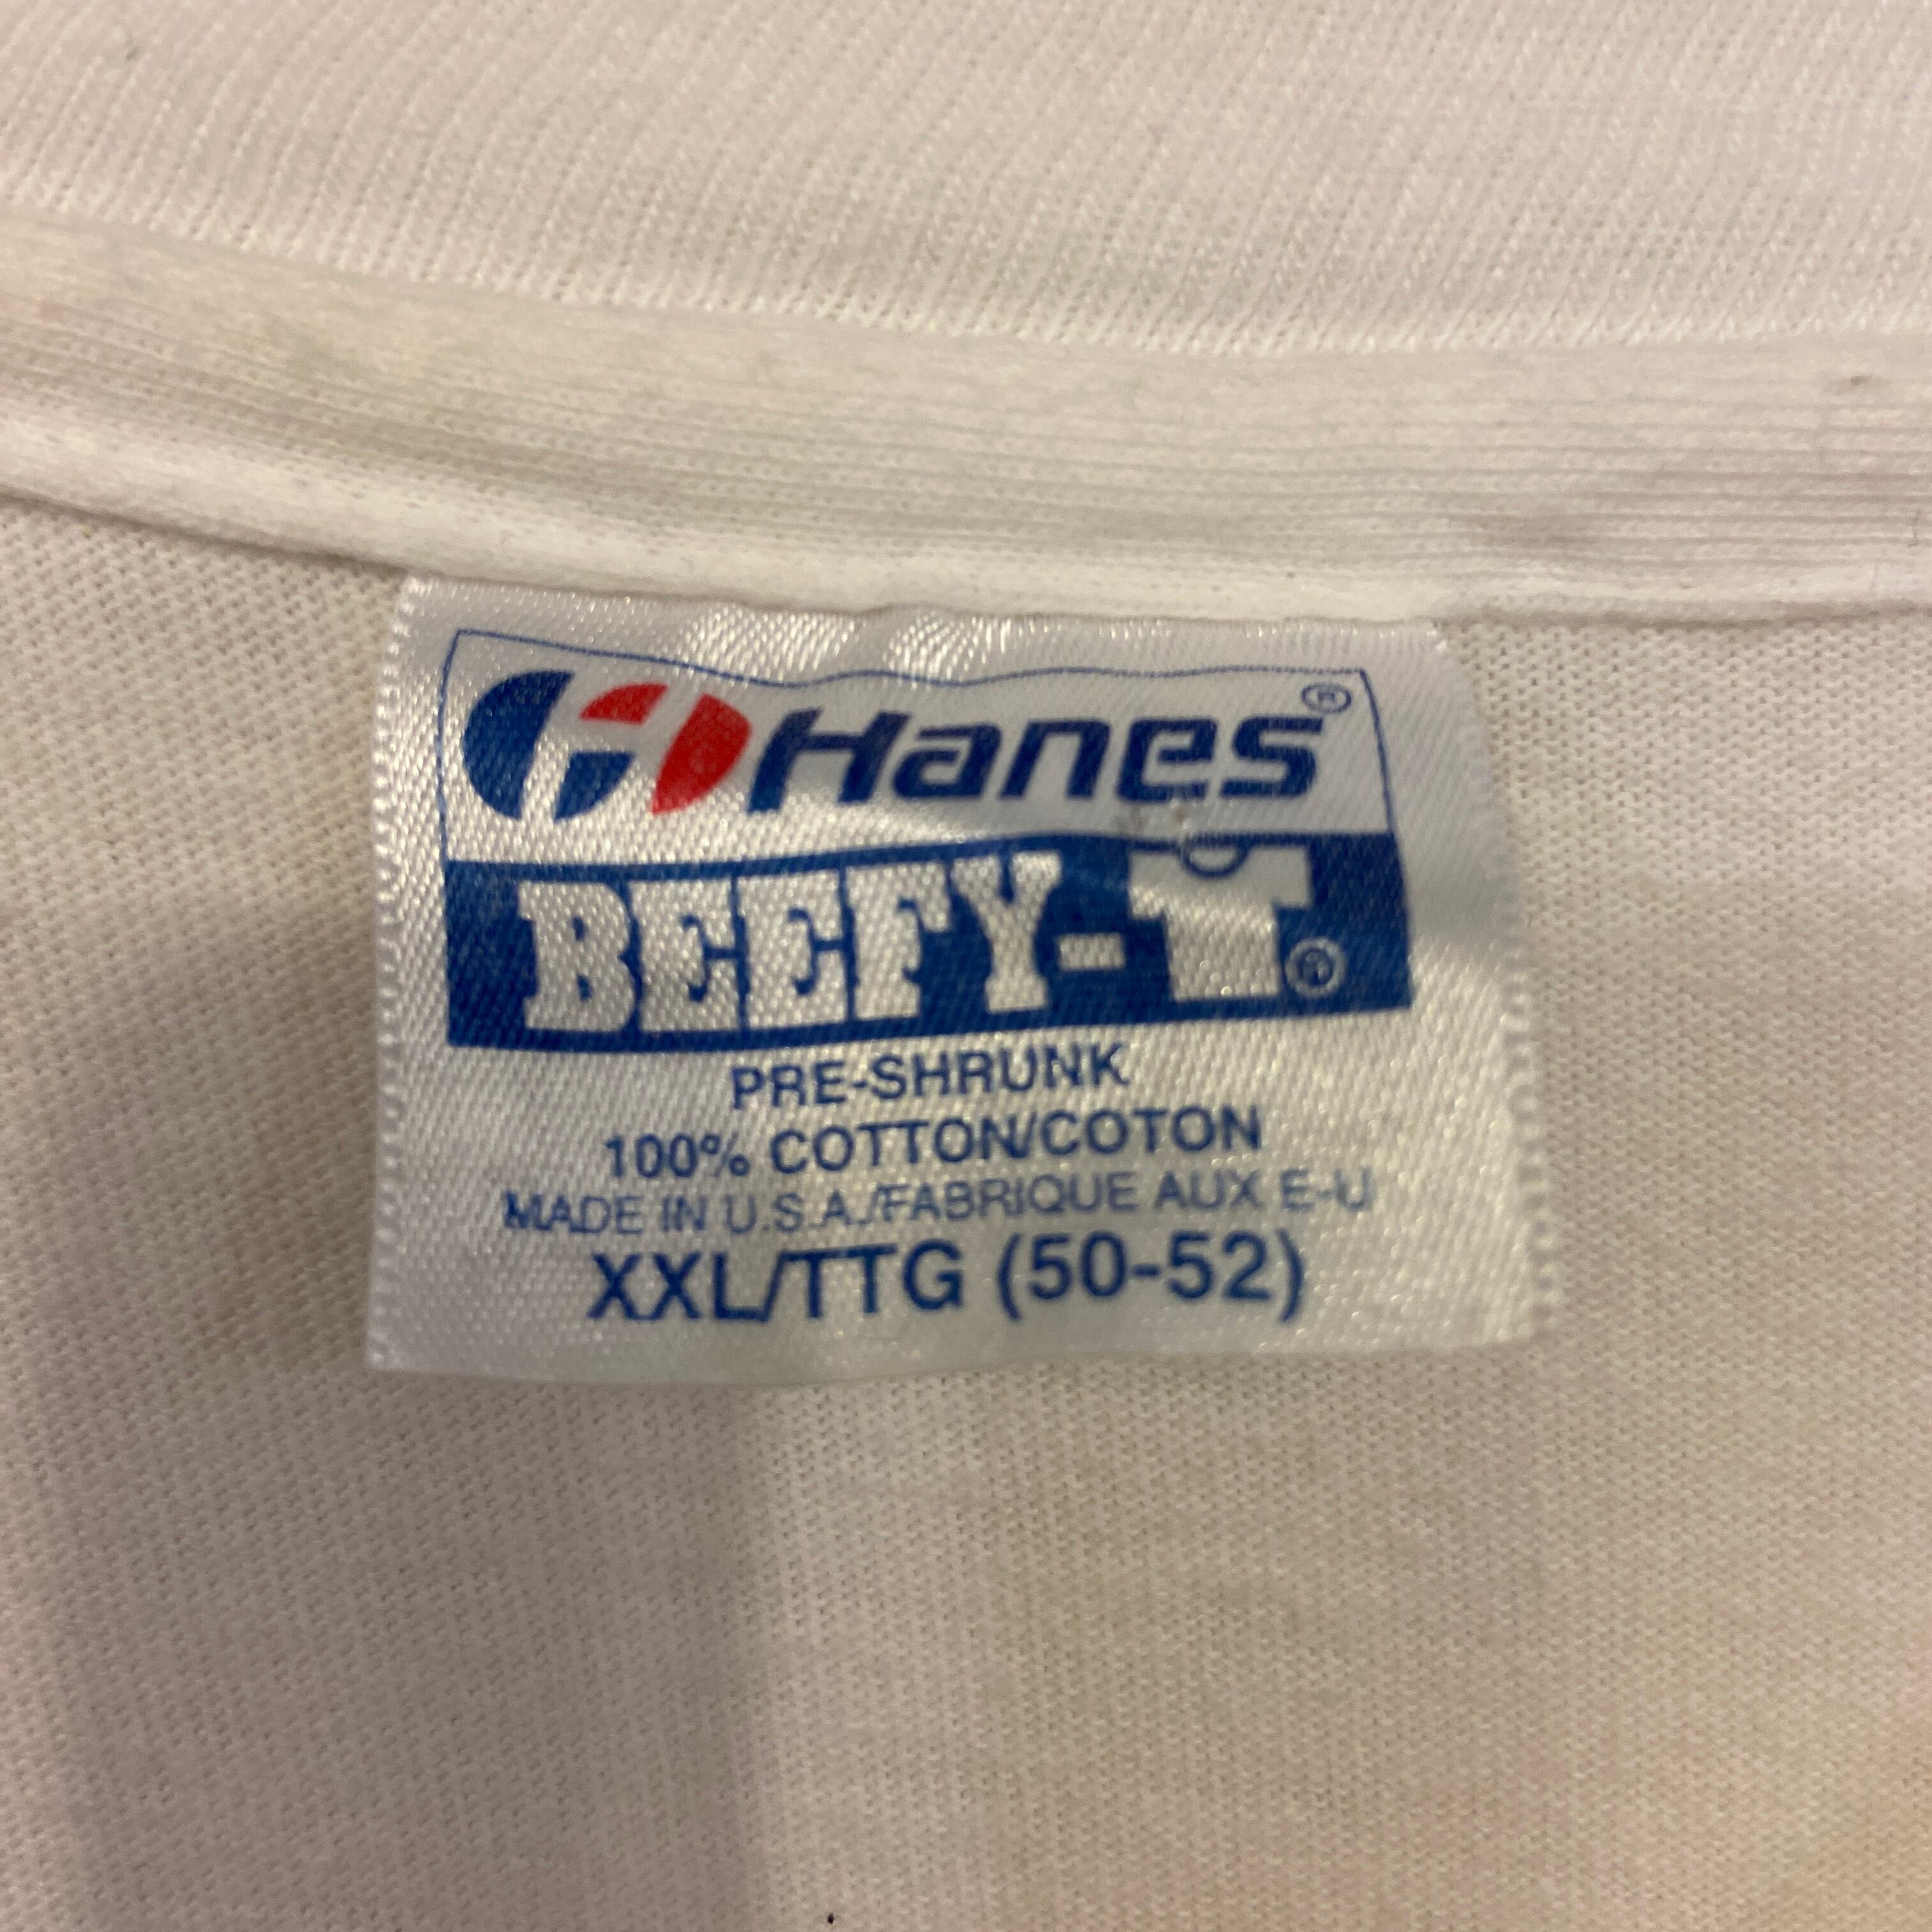 Hanes®
BEEFY-T®
PRE-SHRUNK
100% COTTON/COTON
MADE IN U.S.A./FABRIQUE AUX E-U
XXL/TTG (50-52)